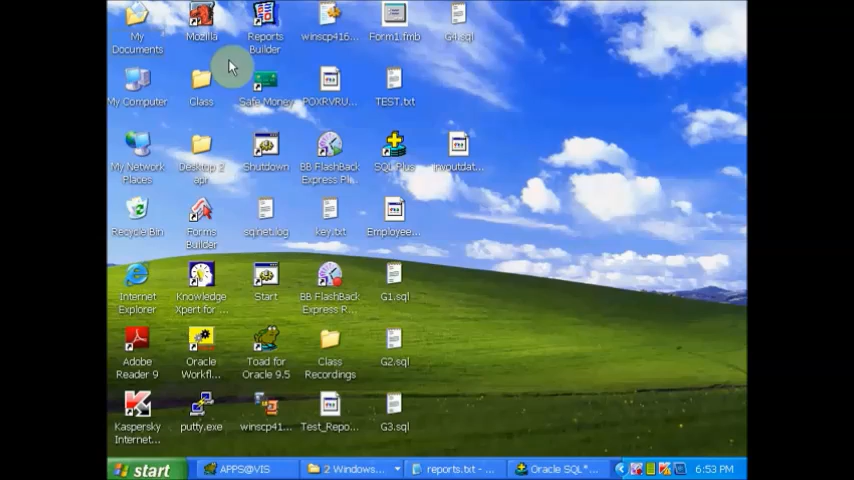 My
Documents
Mozilla
Reports
Builder
winscp416...
Form1.fmb
G4.sql
My Computer
Class
Safe Money
POXRVRU...
TEST.txt
My Network
Places
Desktop 2
spr
Shutdown
BB FlashBack
Express Pl...
SQL Plus
invoutdat...
Recycle Bin
Forms
Builder
sqlnet.log
key.txt
Employee...
Internet
Explorer
Knowledge
Xpert for ...
Start
BB FlashBack
Express R...
G1.sql
Adobe
Reader 9
Oracle
Workfl...
Toad for
Oracle 9.5
Class
Recordings
G2.sql
Kaspersky
Internet...
putty.exe
winscp41...
Test_Repo...
G3.sql
start
APPS@VIS
2 Windows...
reports.txt - ...
Oracle SQL*...
6:53 PM